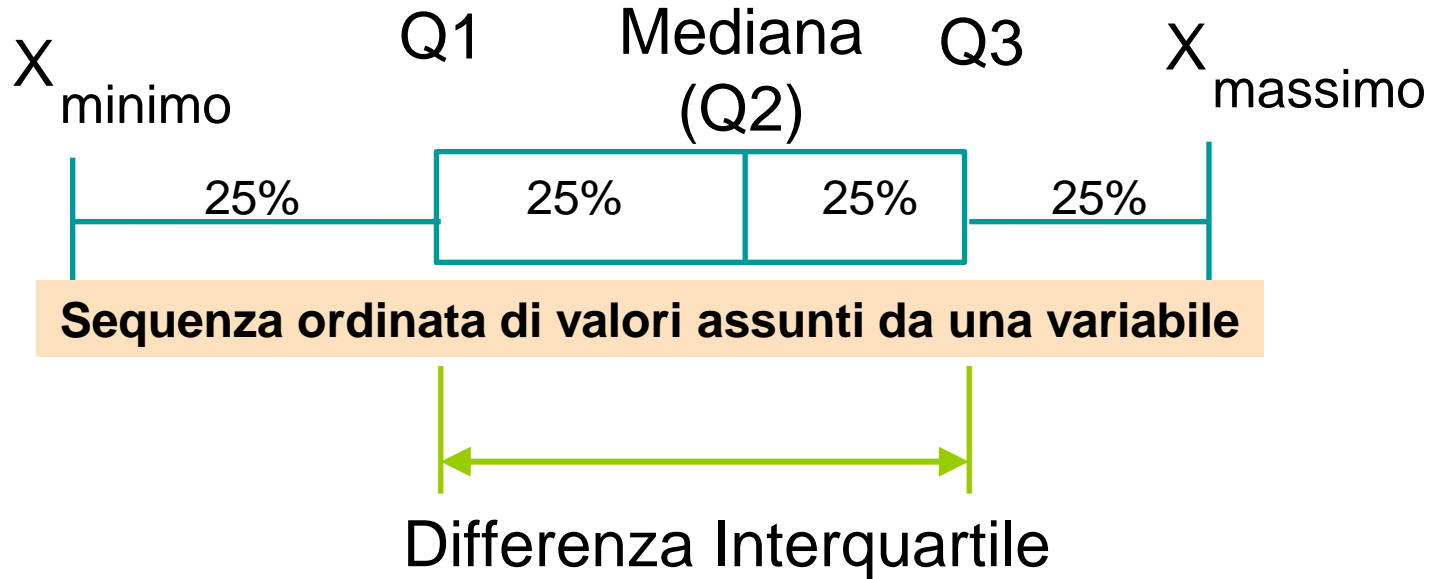 X minimo
Q1
Mediana
(Q2)
Q3
X massimo
25%
25%
25%
25%
Sequenza ordinata di valori assunti da una variabile
Differenza Interquartile